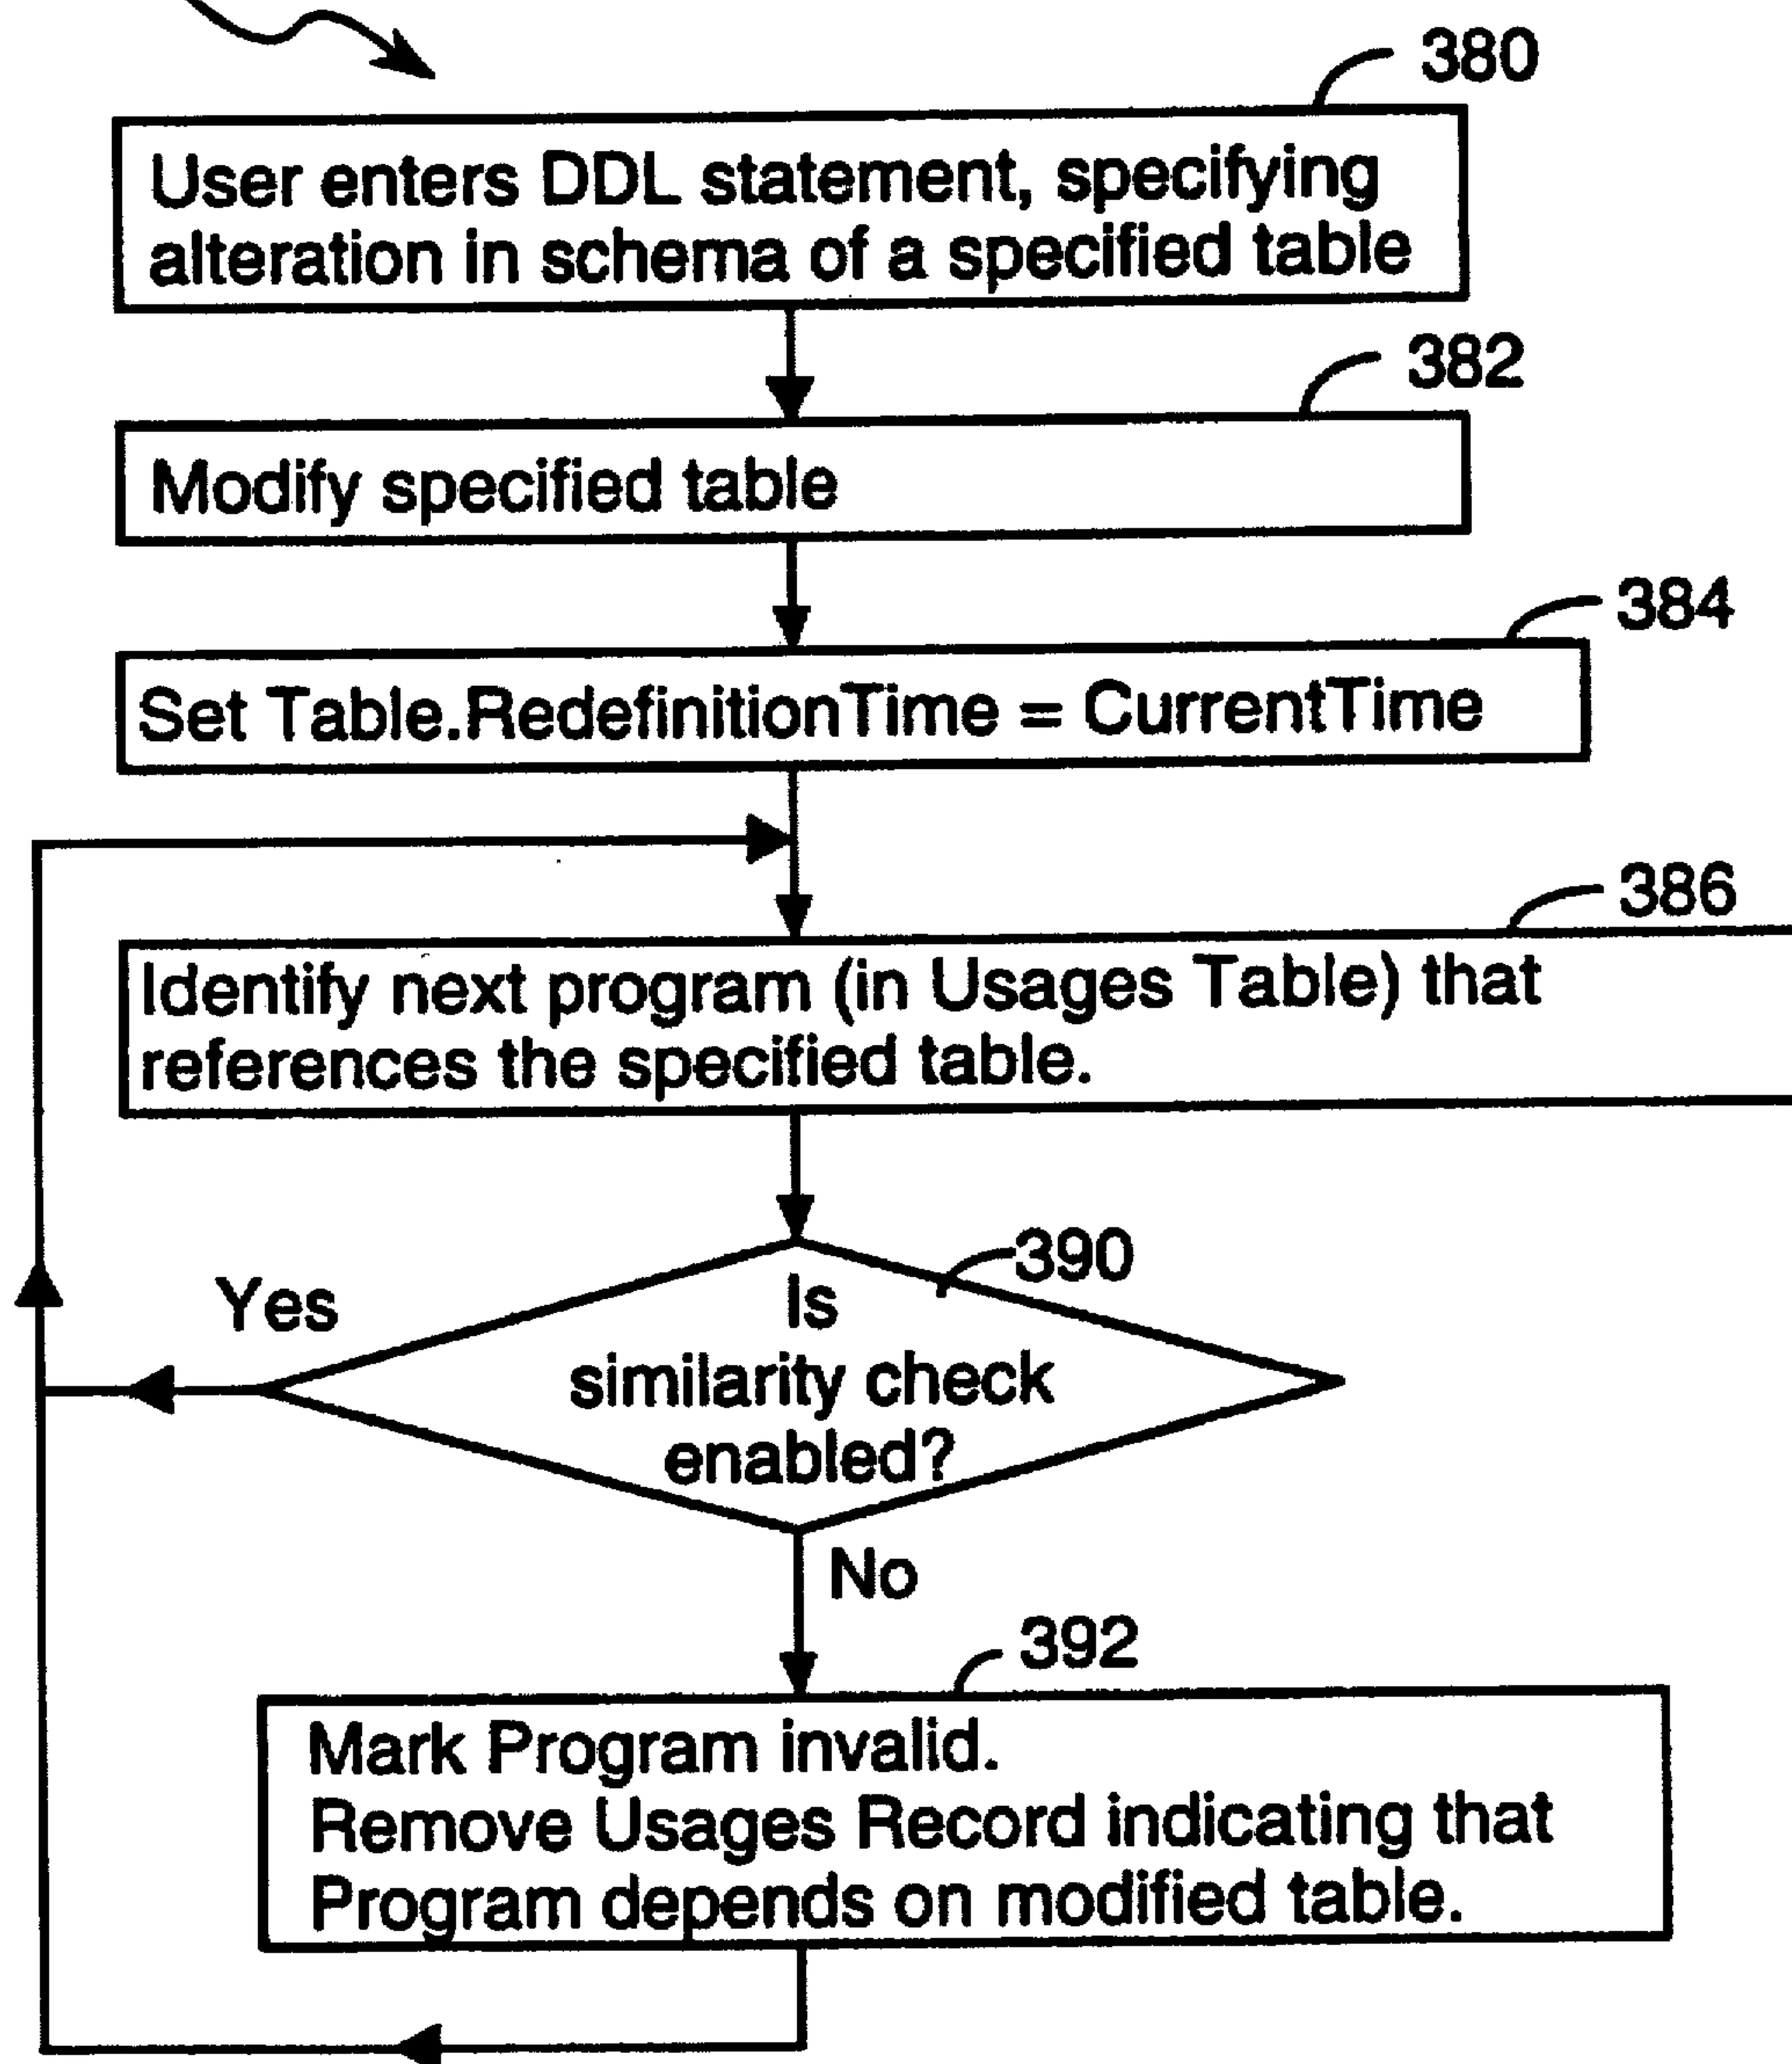 380
User enters DDL statement, specifying
alteration in schema of a specified table
382
Modify specified table
384
Set Table.RedefinitionTime = CurrentTime
386
Identify next program (in Usages Table) that
references the specified table.
390
Yes
Is
similarity check
enabled?
No
392
Mark Program invalid.
Remove Usages Record indicating that
Program depends on modified table.